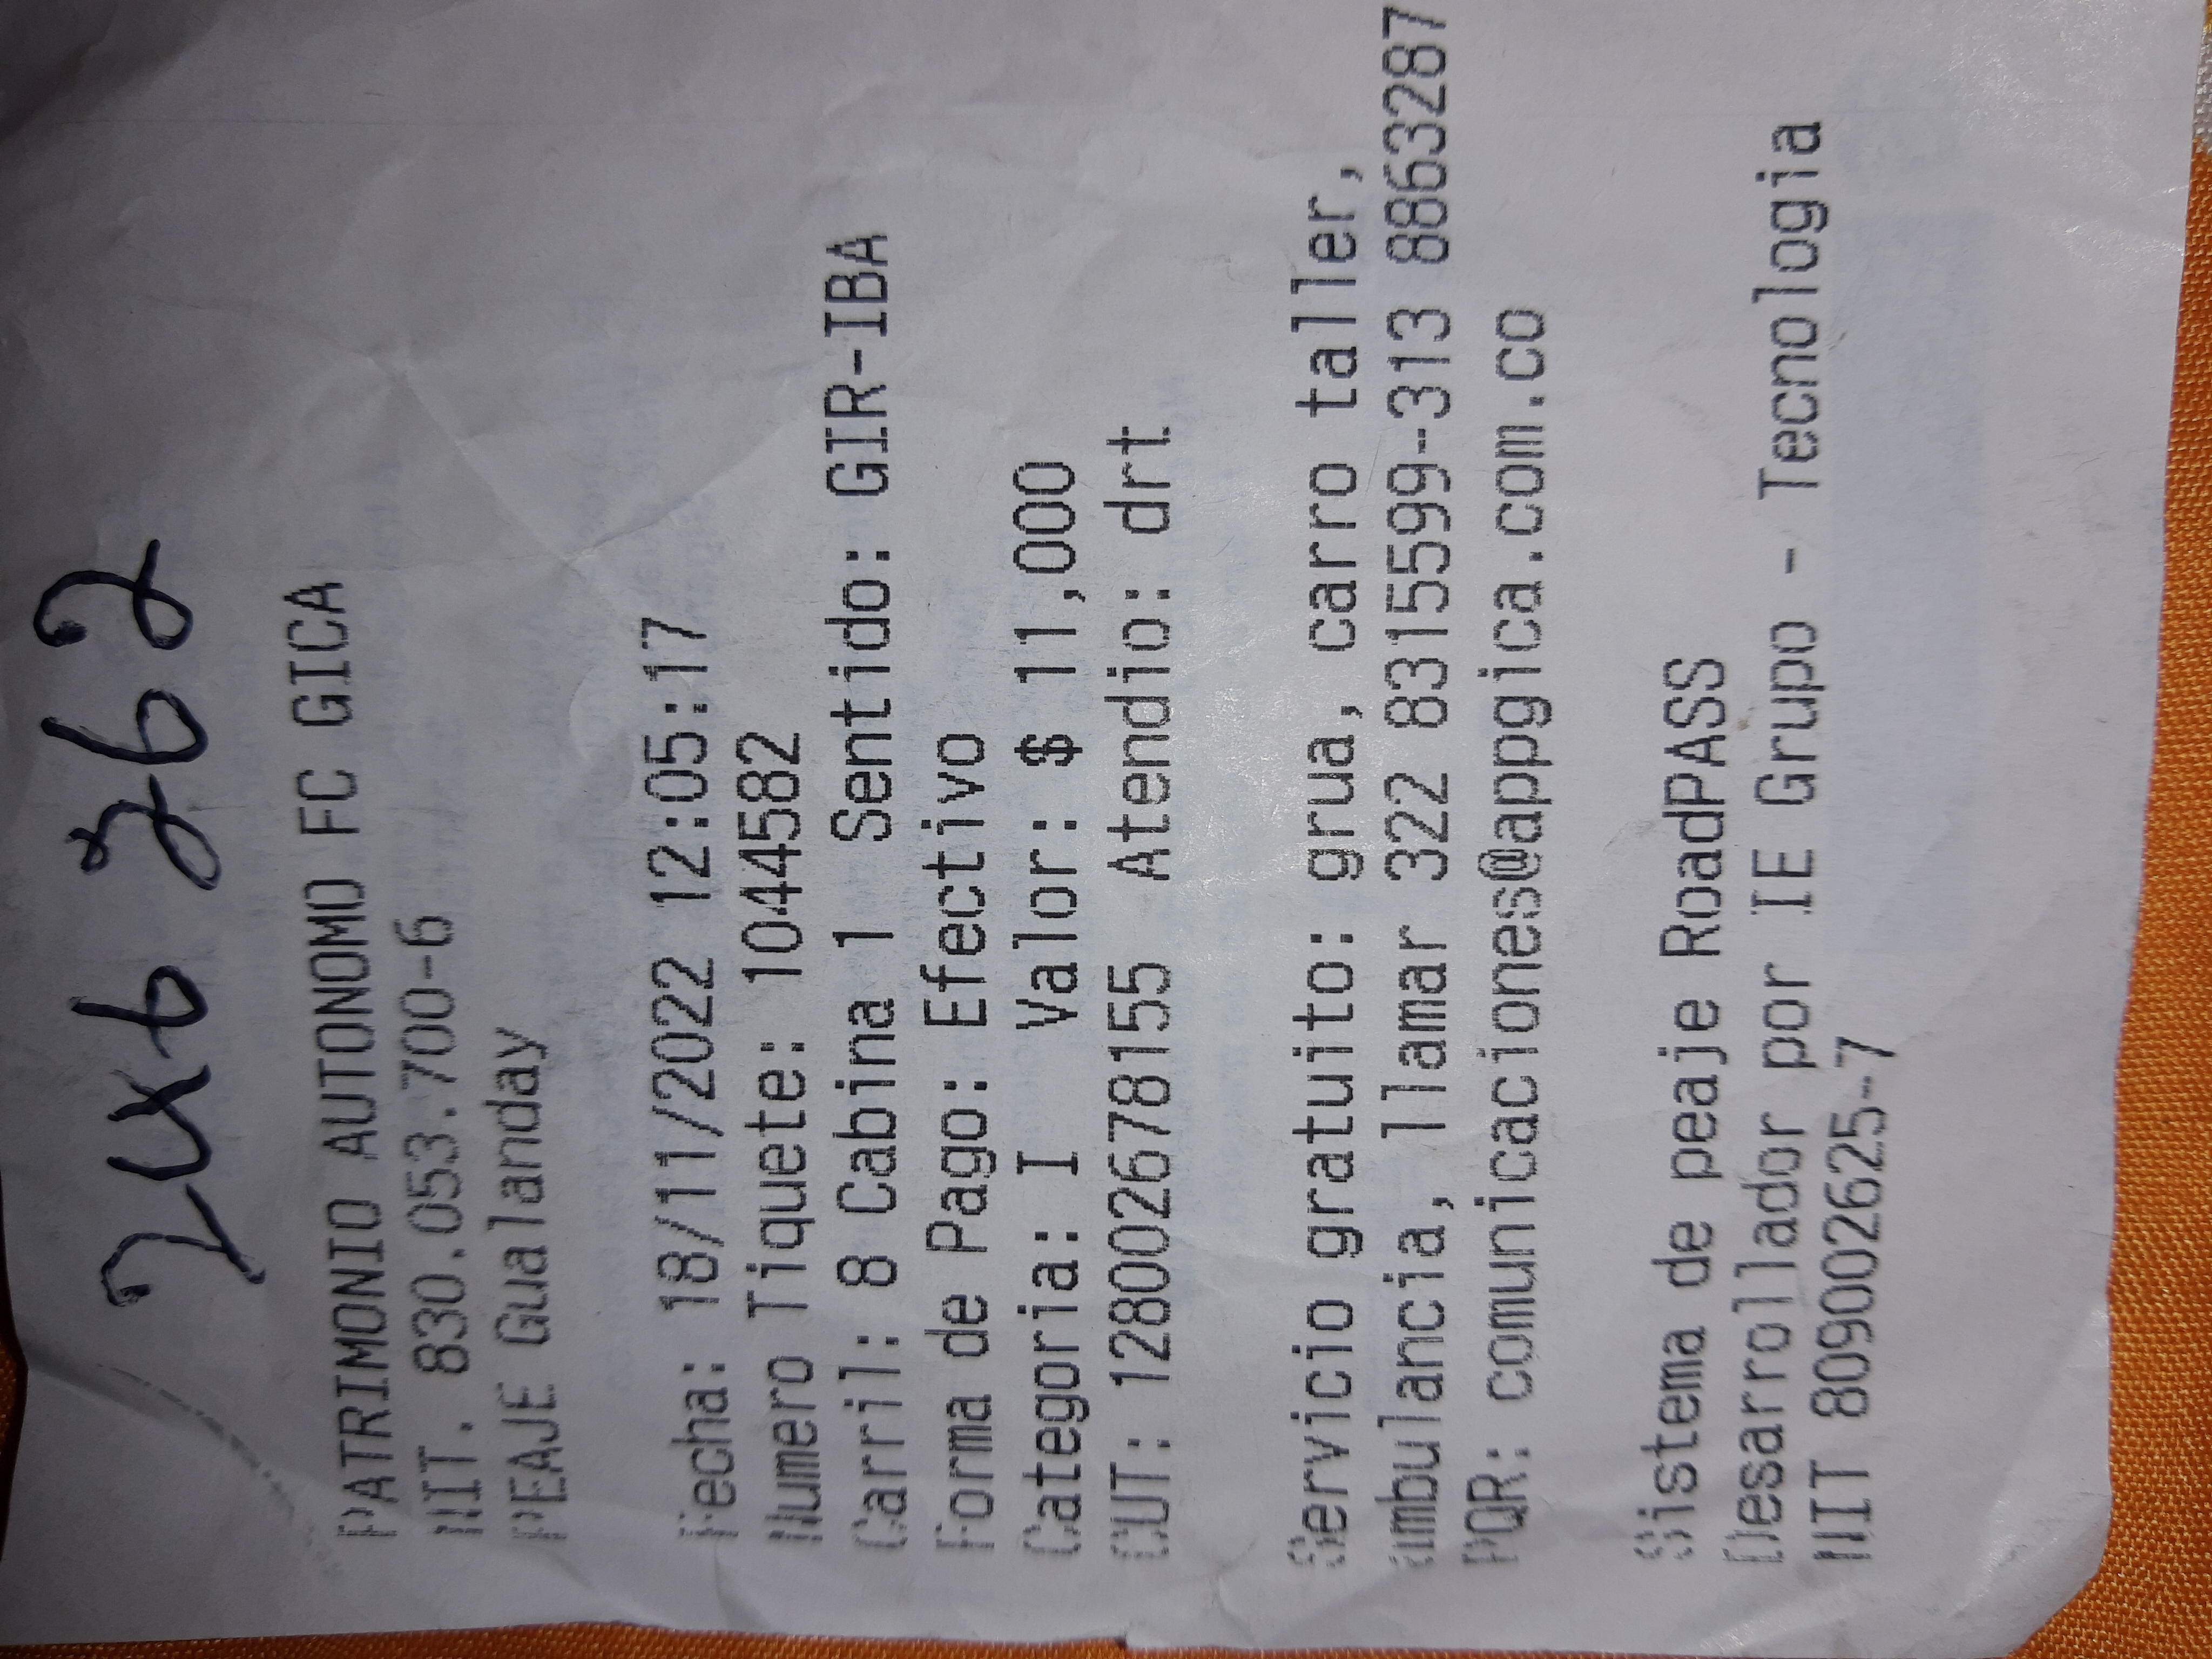 PATRIMONIO AUTONOMO FC GICA
NIT. 830.053.700-6
PEAJE Gualanday
Fecha: 18/11/2022 12:05:17
Numero Tiquete: 1044582
Carril: 8 Cabina 1 Sentido: GIR-IBA
Forma de Pago: Efectivo
Categoria: I Valor: $ 11,000
CUT: 128002678155 Atendio: drt
Servicio gratuito: grua, carro taller,
ambulancia, llamar 322 8315599-313 8863287
PQR: comunicaciones@appgica.com.co
Sistema de peaje RoadPASS
Desarrollador por IE Grupo - Tecnologia
NIT 809002625-7